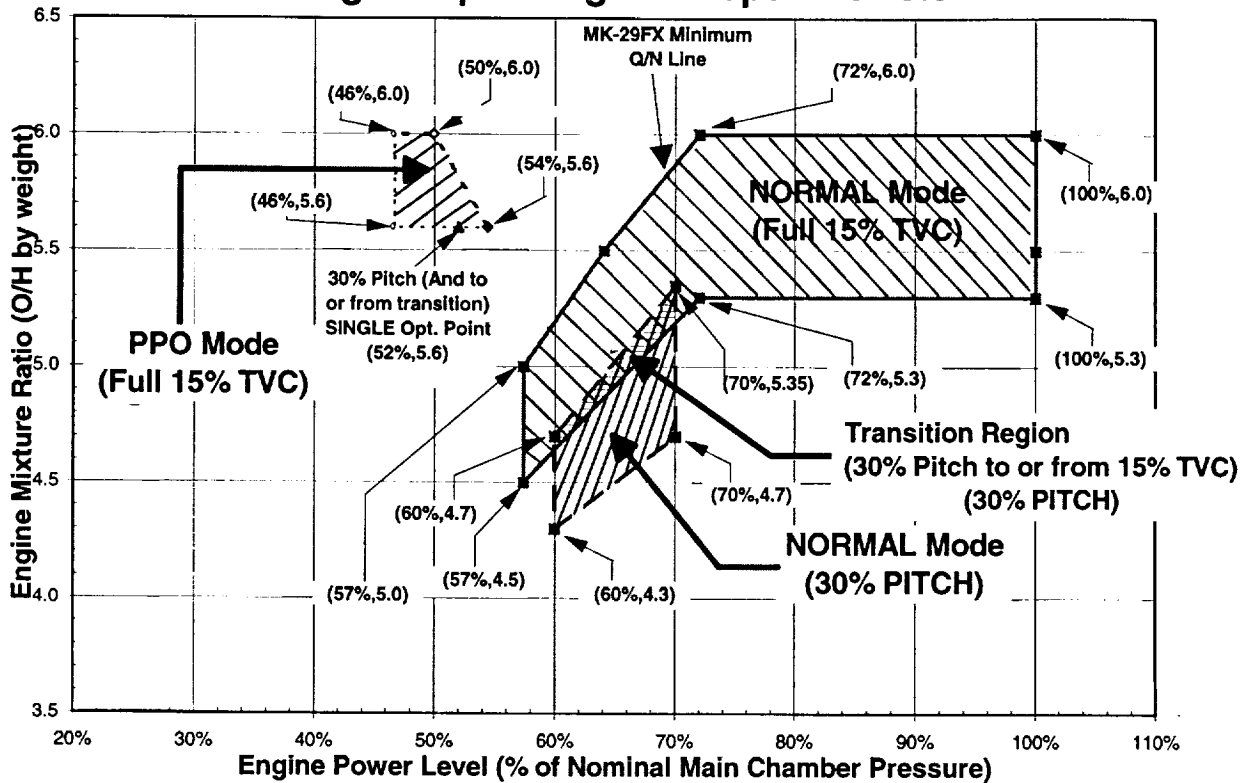 6.5
6.0
5.5
5.0
4.5
4.0
3.5
Engine Mixture Ratio (O/H by weight)
MK-29FX Minimum
Q/N Line
(50%,6.0)
(46%,6.0)
(72%,6.0)
(54%,5.6)
(46%,5.6)
NORMAL Mode
(Full 15% TVC)
(100%,6.0)
30% Pitch (And to
or from transition)
SINGLE Opt. Point
(52%,5.6)
PPO Mode
(Full 15% TVC)
(100%,5.3)
(70%,5.35)
(72%,5.3)
Transition Region
(30% Pitch to or from 15% TVC)
(30% PITCH)
(60%,4.7)
(70%,4.7)
NORMAL Mode
(30% PITCH)
(57%,4.5)
(57%,5.0)
(60%,4.3)
20%
30%
40%
50%
60%
70%
80%
90%
100%
110%
Engine Power Level (% of Nominal Main Chamber Pressure)